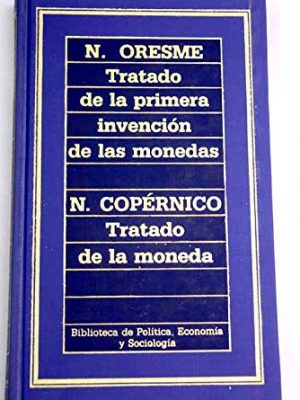 N. ORESME
Tratado
de la primera
invención
de las monedas
N. COPÉRNICO
Tratado
de la moneda
Biblioteca de Política, Economía
y Sociología